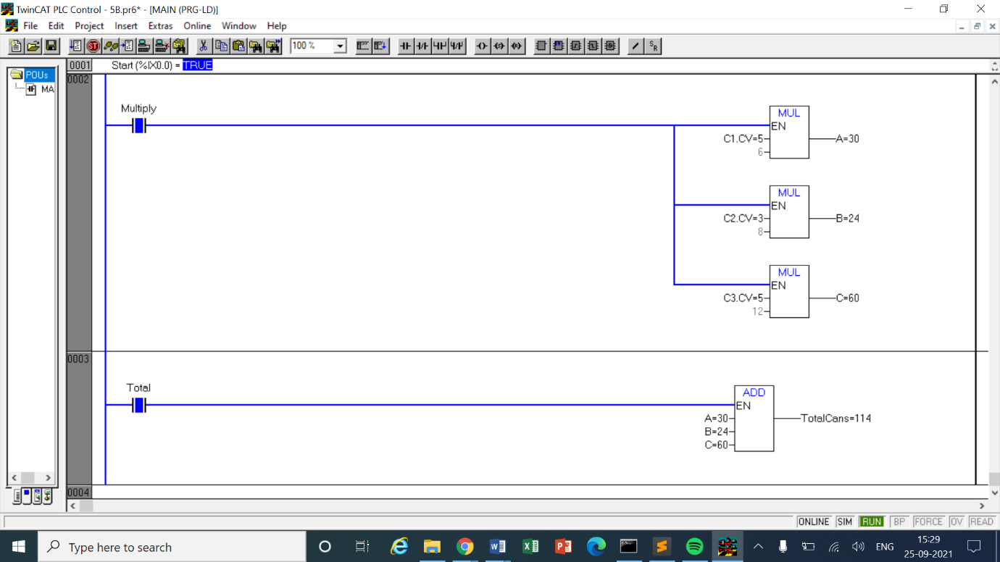 TwinCAT PLC Control - 5B.pr6* - [MAIN (PRG-LD)]
File Edit Project Insert Extras Online Window Help
100 %
POUs
MA
0001 Start (%IX0.0) = TRUE
0002
Multiply
MUL
EN
C1.CV=5
A=30
6
MUL
EN
C2.CV=3
B=24
8
MUL
EN
C3.CV=5
C=60
12
0003
Total
ADD
EN
A=30
TotalCans=114
B=24
C=60
0004
ONLINE SIM RUN BP FORCE OV READ
Type here to search
ENG
15:29
25-09-2021